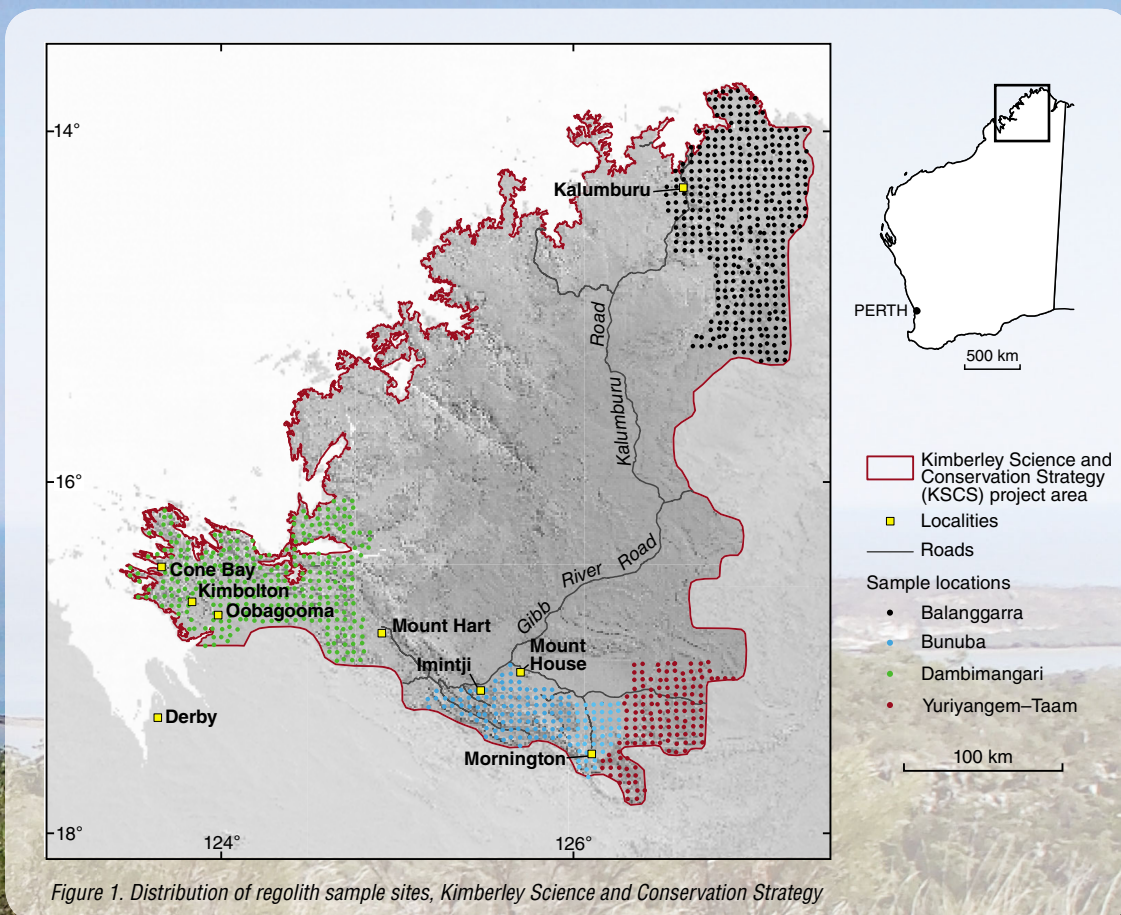 14°
16°
18°
124°
126°
Kalumburu
Road
Kalumburu
River Road
Gibb
Cone Bay
Kimbolton
Oobagooma
Mount Hart
Imintji
Mount
House
Derby
Mornington
PERTH
500 km
Kimberley Science and
Conservation Strategy
(KSCS) project area
Localities
Roads
Sample locations
Balanggarra
Bunuba
Dambimangari
Yuriyangem–Taam
100 km
Figure 1. Distribution of regolith sample sites, Kimberley Science and Conservation Strategy